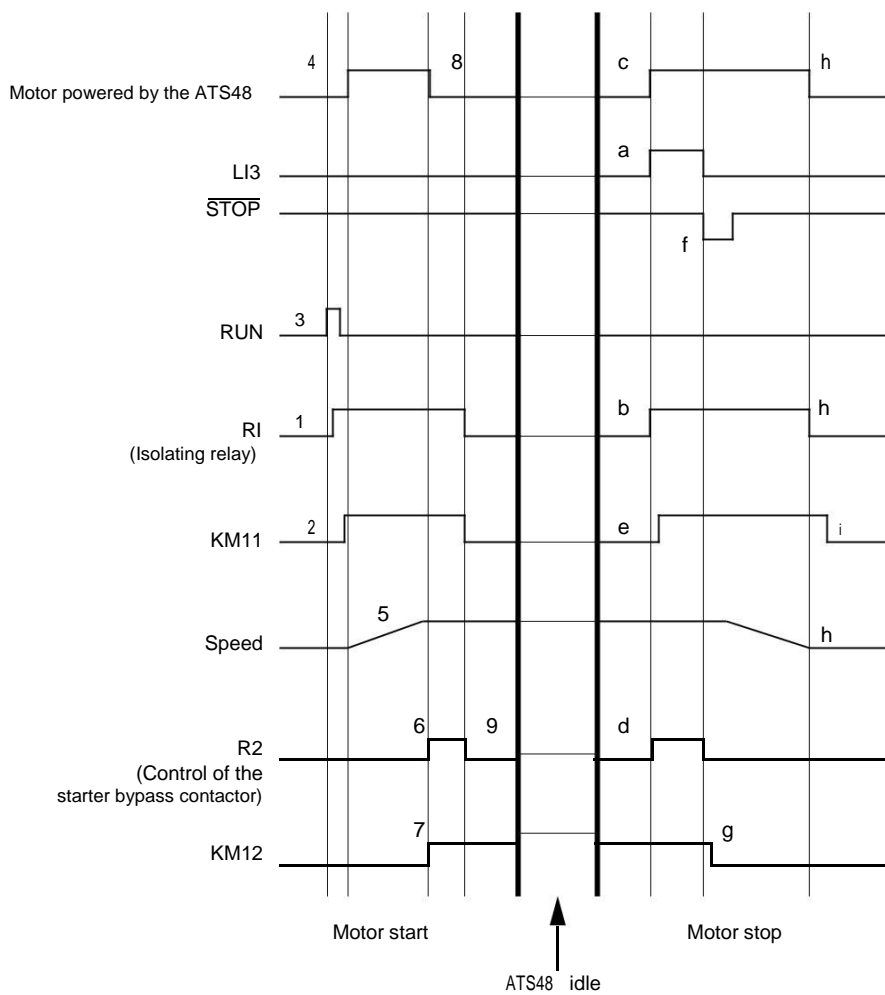 4 8 c h
Motor powered by the ATS48
a
LI3
STOP
f
3
RUN
1 b h
RI
(Isolating relay)
2 e i
KM11
5
Speed h
6 9 d
R2
(Control of the
starter bypass contactor)
7 g
KM12
Motor start Motor stop
ATS48 idle